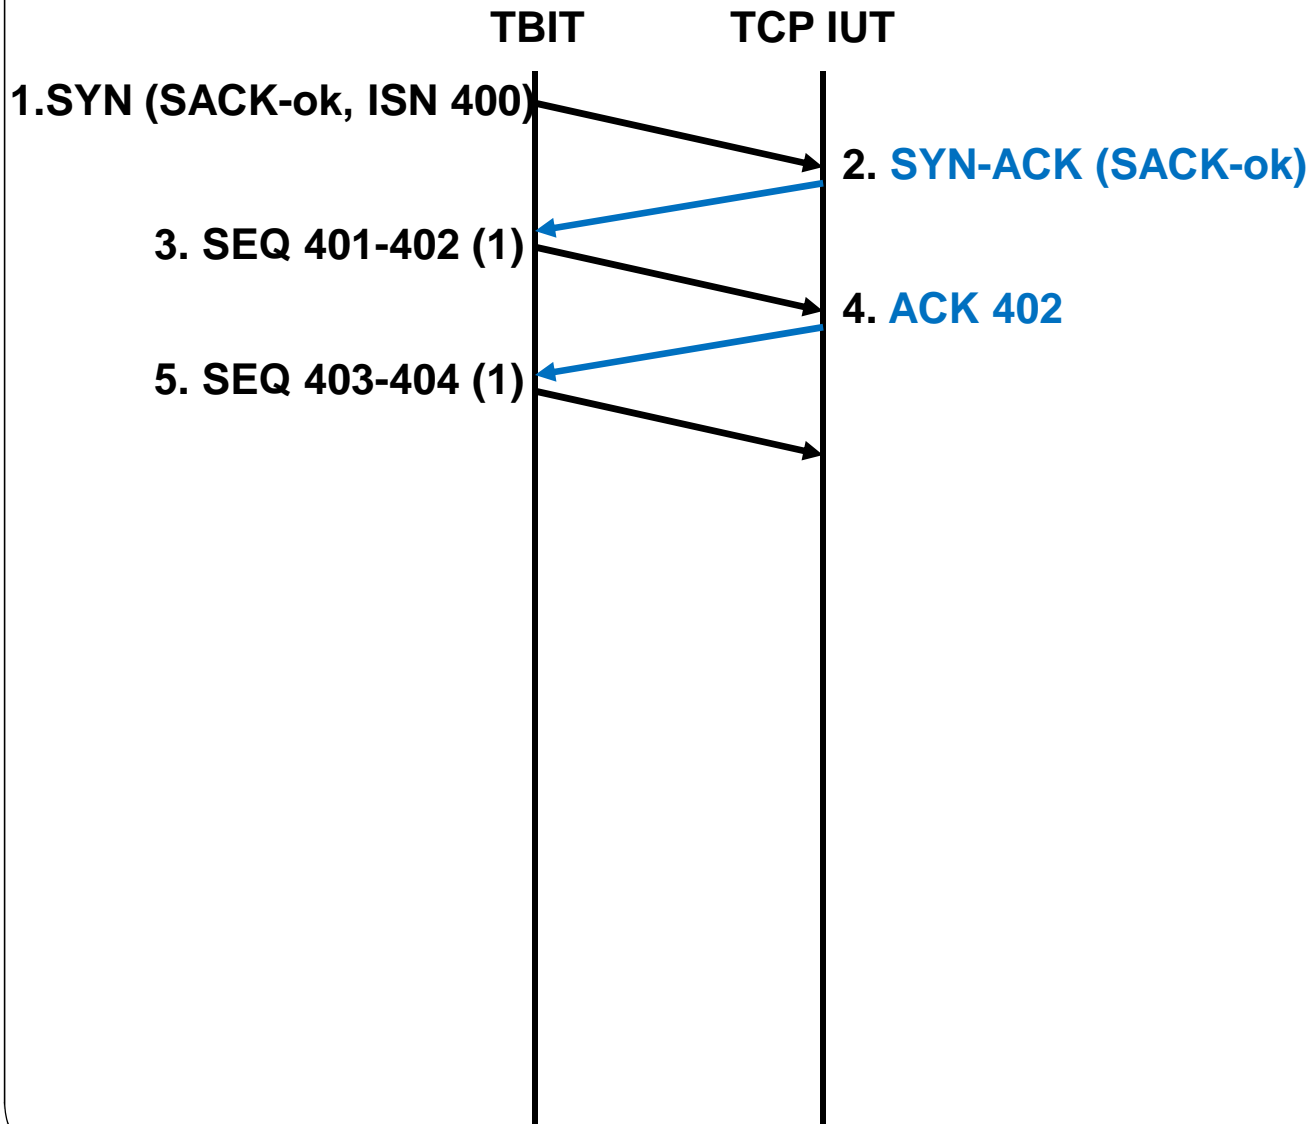 TBIT TCP IUT
1.SYN (SACK-ok, ISN 400)
2. SYN-ACK (SACK-ok)
3. SEQ 401-402 (1)
4. ACK 402
5. SEQ 403-404 (1)